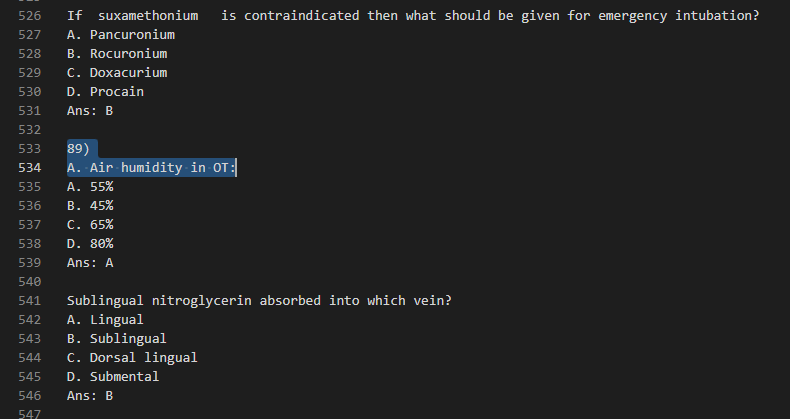 526 If  suxamethonium   is contraindicated then what should be given for emergency intubation?
527 A. Pancuronium
528 B. Rocuronium
529 C. Doxacurium
530 D. Procain
531 Ans: B
532
533 89)
534 A. Air humidity in OT:
535 A. 55%
536 B. 45%
537 C. 65%
538 D. 80%
539 Ans: A
540
541 Sublingual nitroglycerin absorbed into which vein?
542 A. Lingual
543 B. Sublingual
544 C. Dorsal lingual
545 D. Submental
546 Ans: B
547